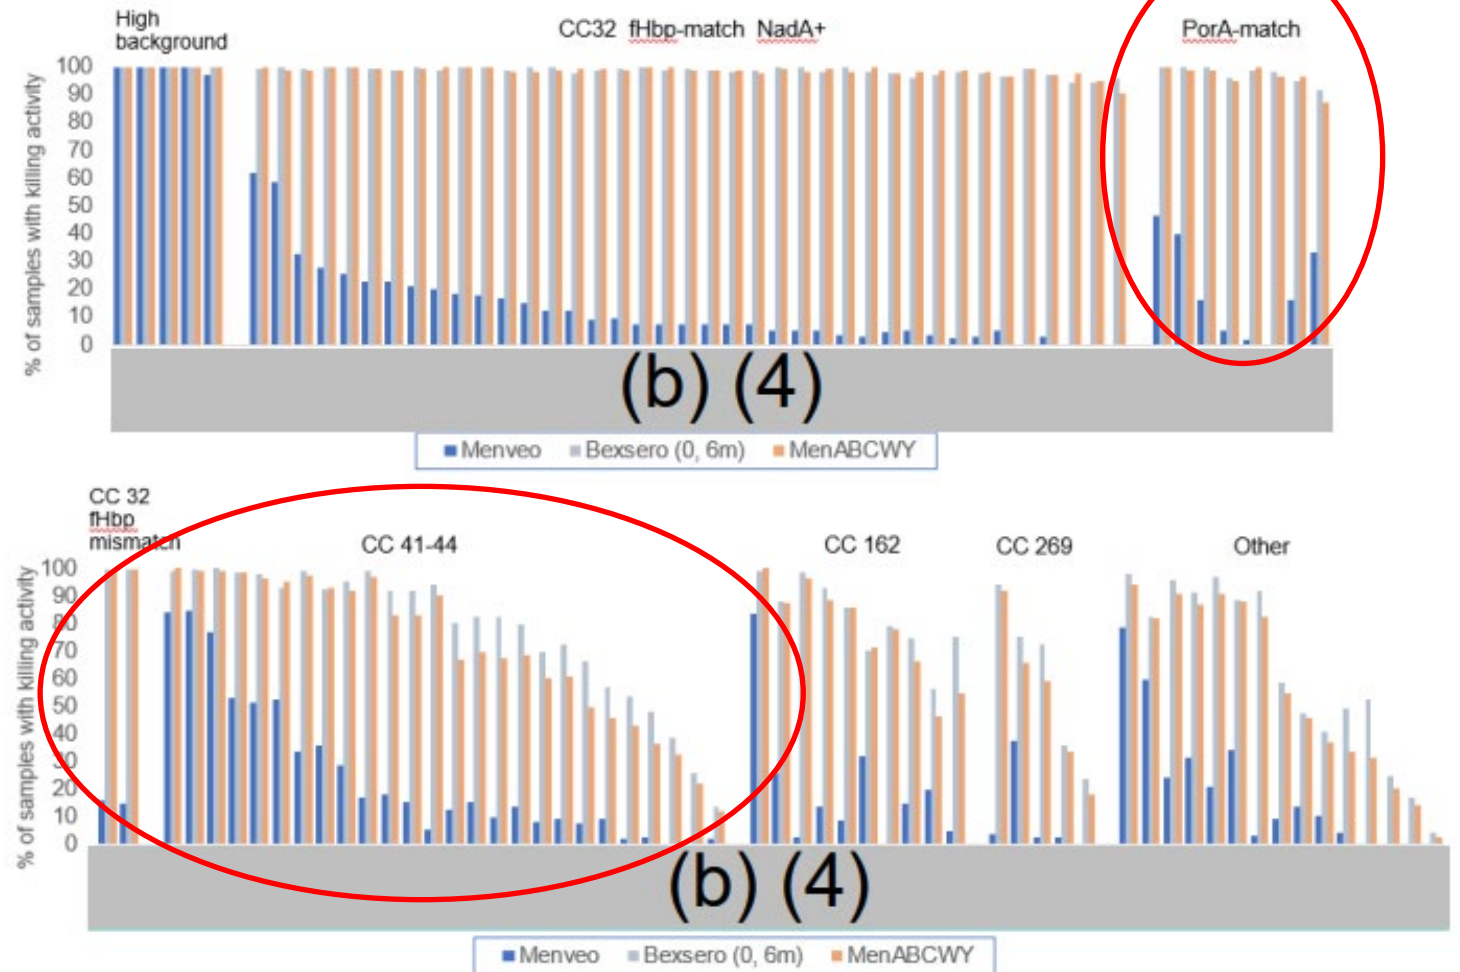 High
background
CC32 fHbp-match NadA+
PorA-match
% of samples with killing activity
100
90
80
70
60
50
40
30
20
10
0
(b) (4)
Menveo Bexsero (0, 6m) MenABCWY
CC 32
fHbp
mismatch
CC 41-44
CC 162
CC 269
Other
% of samples with killing activity
100
90
80
70
60
50
40
30
20
10
0
(b) (4)
Menveo Bexsero (0, 6m) MenABCWY